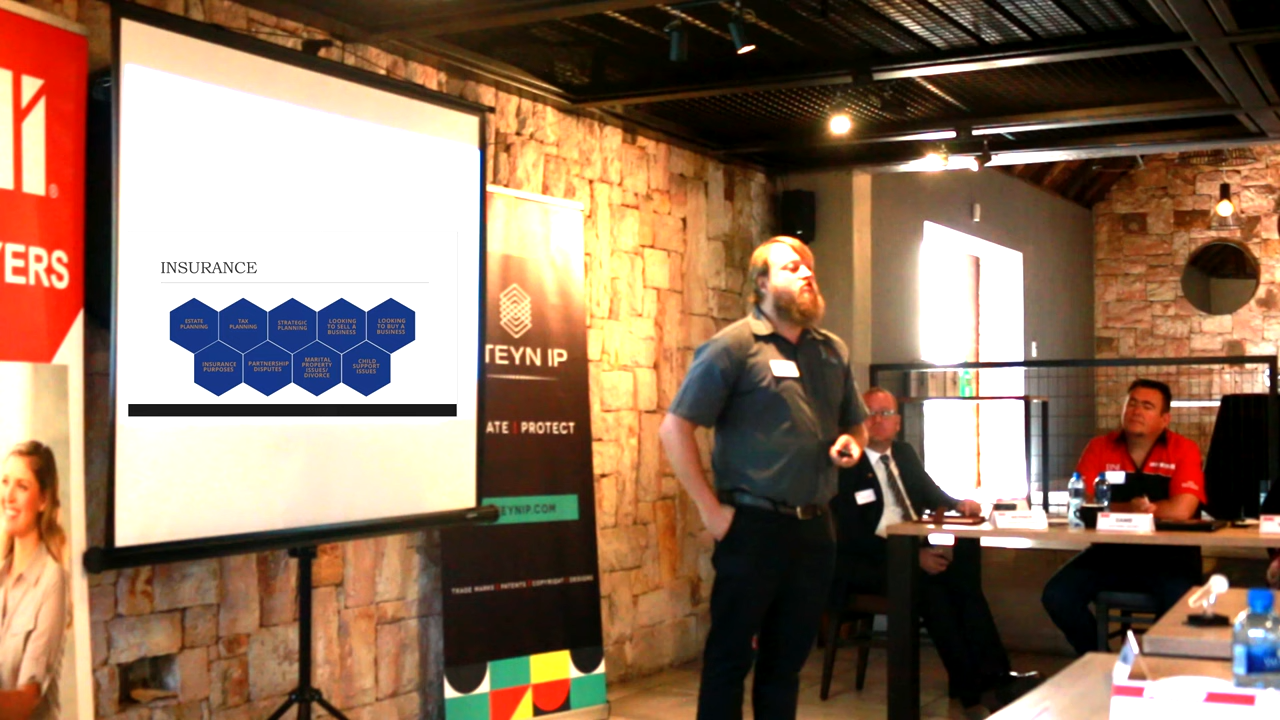 YERS
®
INSURANCE
ESTATE
PLANNING
TAX
PLANNING
STRATEGIC
PLANNING
LOOKING
TO SELL A
BUSINESS
LOOKING
TO BUY A
BUSINESS
INSURANCE
PURPOSES
PARTNERSHIP
DISPUTES
MARITAL
PROPERTY
ISSUES/
DIVORCE
CHILD
SUPPORT
ISSUES
TEYN IP
ATE | PROTECT
EYNIP.COM
TRADE MARKS | PATENTS | COPYRIGHT | DESIGNS